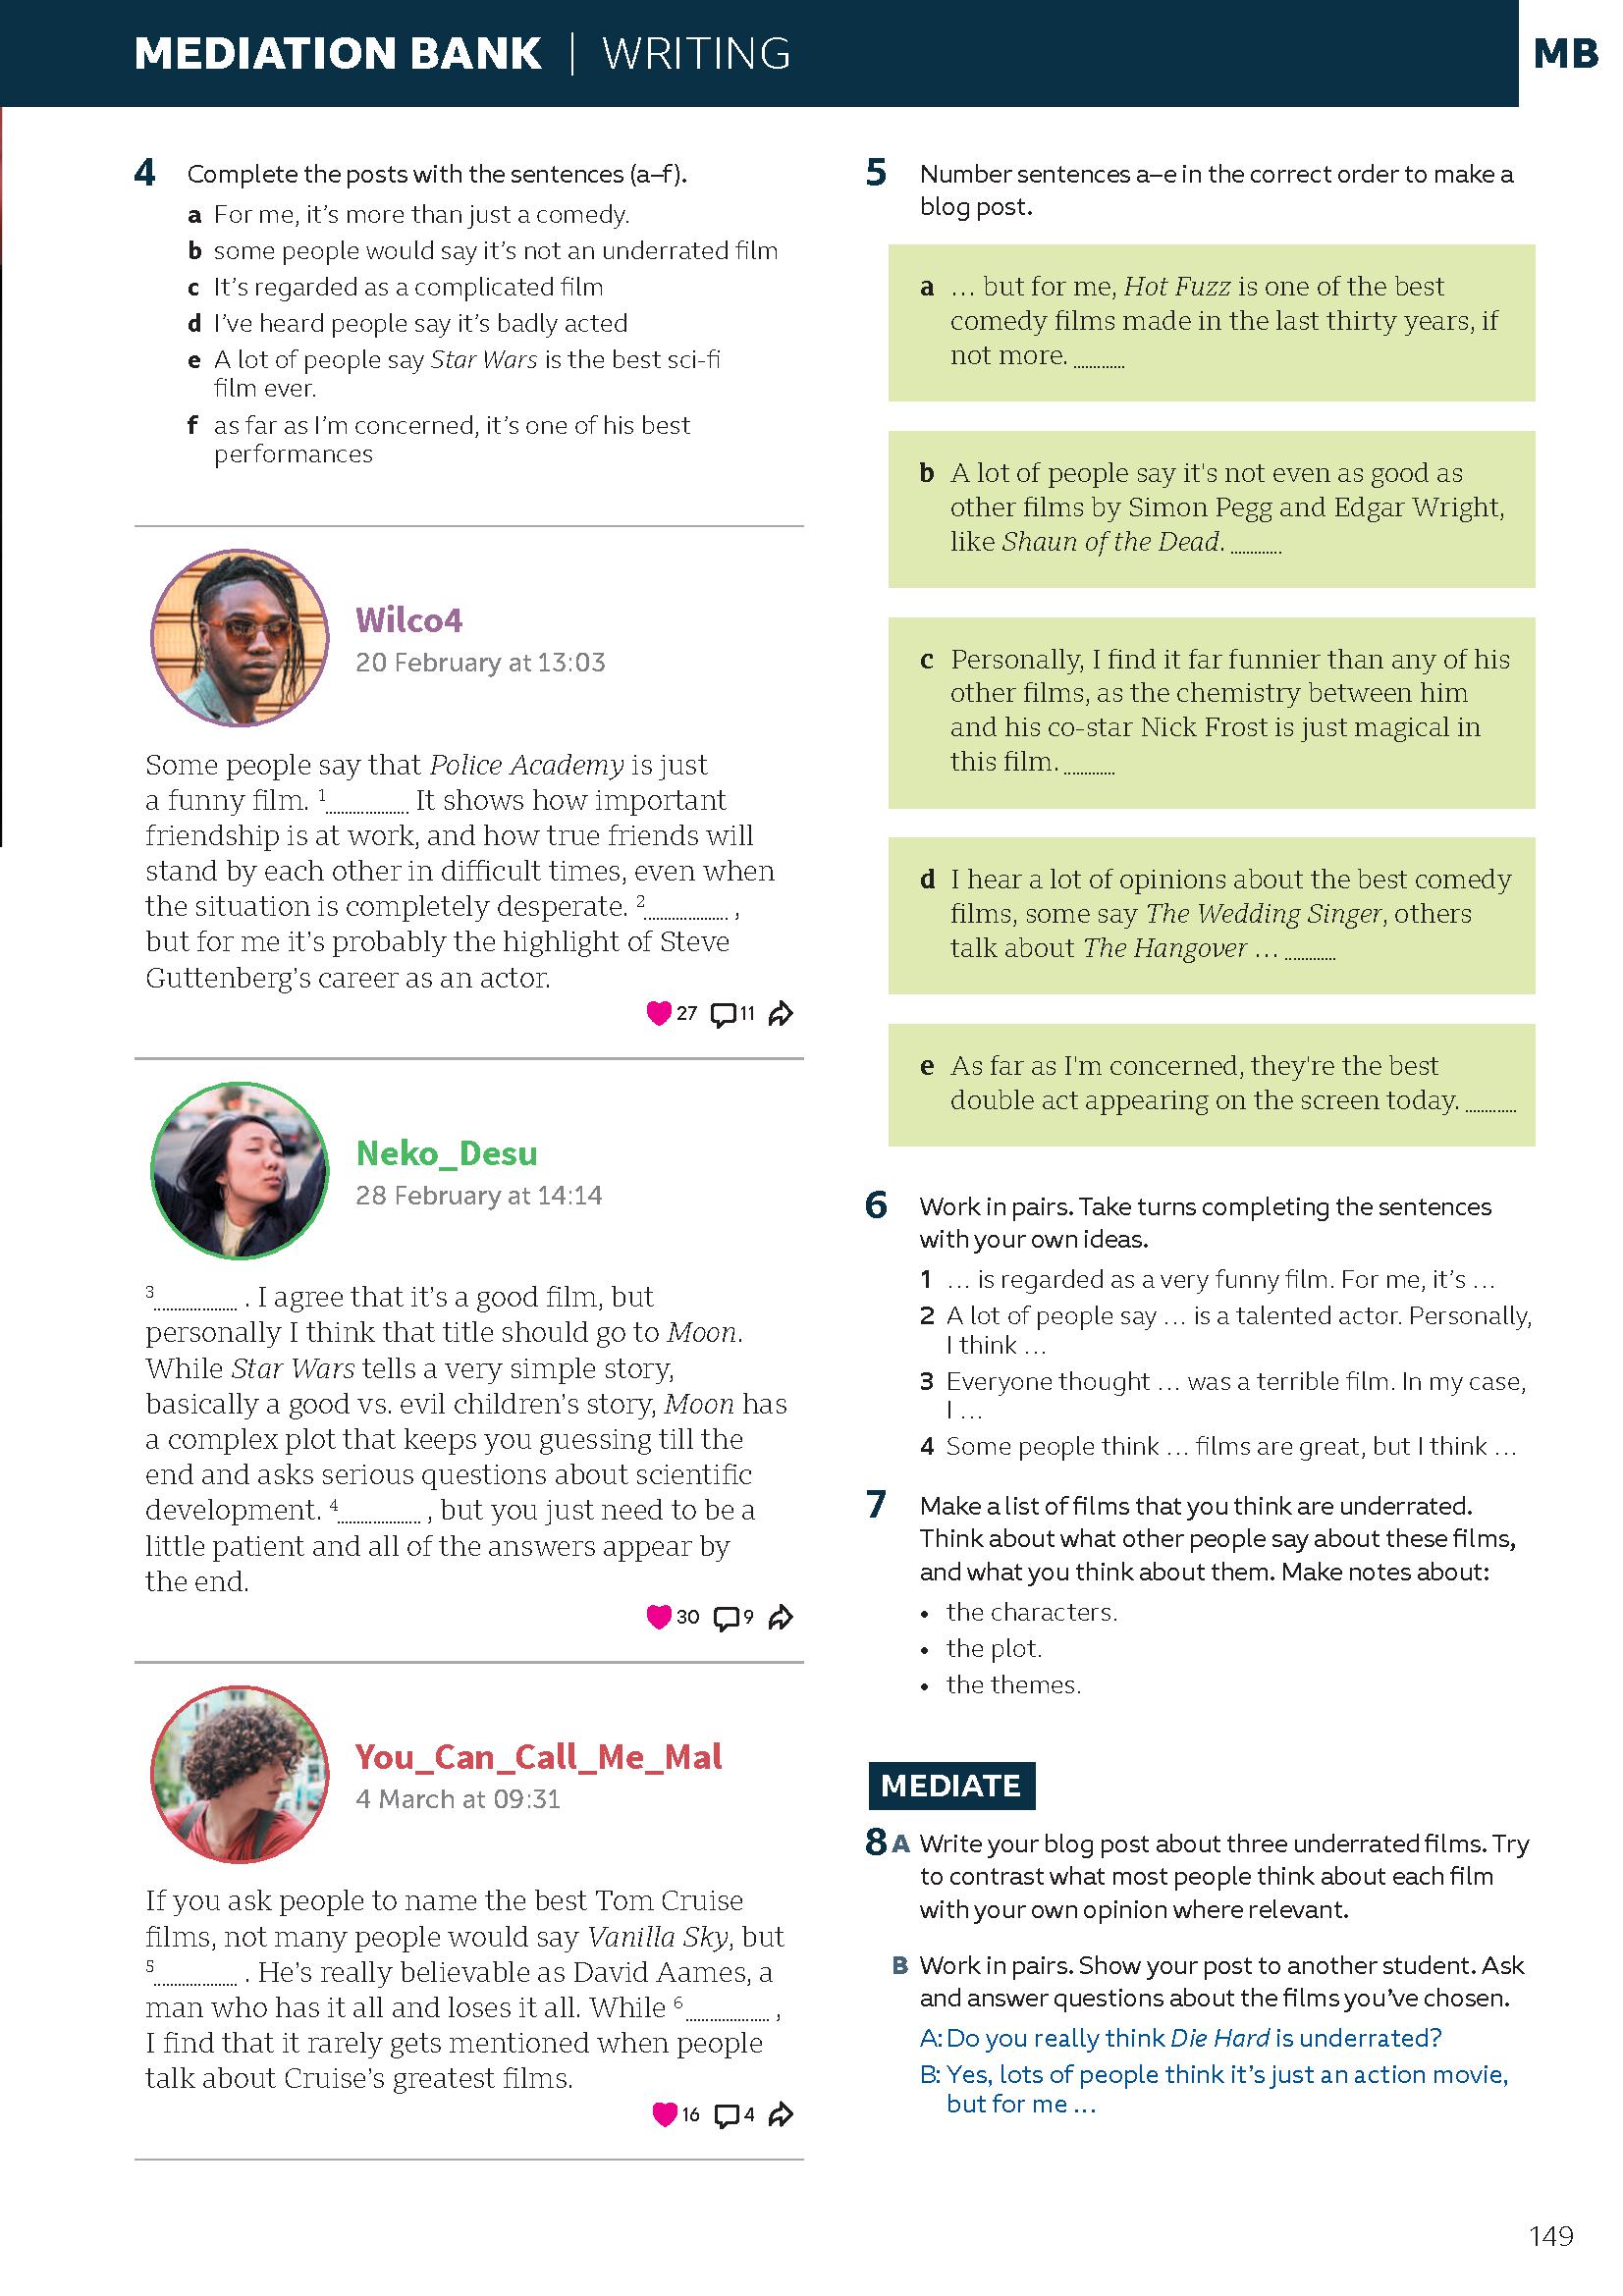 MEDIATION BANK | WRITING
MB
4 Complete the posts with the sentences (a–f).
a For me, it's more than just a comedy.
b some people would say it's not an underrated film
c It's regarded as a complicated film
d I've heard people say it's badly acted
e A lot of people say Star Wars is the best sci-fi
film ever.
f as far as I'm concerned, it's one of his best
performances
Wilco4
20 February at 13:03
Some people say that Police Academy is just
a funny film. 1 ............ It shows how important
friendship is at work, and how true friends will
stand by each other in difficult times, even when
the situation is completely desperate. 2 ............ ,
but for me it's probably the highlight of Steve
Guttenberg's career as an actor.
27 11
Neko_Desu
28 February at 14:14
3 ............ . I agree that it's a good film, but
personally I think that title should go to Moon.
While Star Wars tells a very simple story,
basically a good vs. evil children's story, Moon has
a complex plot that keeps you guessing till the
end and asks serious questions about scientific
development. 4 ............ , but you just need to be a
little patient and all of the answers appear by
the end.
30 9
You_Can_Call_Me_Mal
4 March at 09:31
If you ask people to name the best Tom Cruise
films, not many people would say Vanilla Sky, but
5 ............ . He's really believable as David Aames, a
man who has it all and loses it all. While 6 ............ ,
I find that it rarely gets mentioned when people
talk about Cruise's greatest films.
16 4
5 Number sentences a–e in the correct order to make a
blog post.
a … but for me, Hot Fuzz is one of the best
comedy films made in the last thirty years, if
not more. ............
b A lot of people say it's not even as good as
other films by Simon Pegg and Edgar Wright,
like Shaun of the Dead. ............
c Personally, I find it far funnier than any of his
other films, as the chemistry between him
and his co-star Nick Frost is just magical in
this film. ............
d I hear a lot of opinions about the best comedy
films, some say The Wedding Singer, others
talk about The Hangover … ............
e As far as I'm concerned, they're the best
double act appearing on the screen today. ............
6 Work in pairs. Take turns completing the sentences
with your own ideas.
1 … is regarded as a very funny film. For me, it's …
2 A lot of people say … is a talented actor. Personally,
I think …
3 Everyone thought … was a terrible film. In my case,
I …
4 Some people think … films are great, but I think …
7 Make a list of films that you think are underrated.
Think about what other people say about these films,
and what you think about them. Make notes about:
• the characters.
• the plot.
• the themes.
MEDIATE
8 A Write your blog post about three underrated films. Try
to contrast what most people think about each film
with your own opinion where relevant.
B Work in pairs. Show your post to another student. Ask
and answer questions about the films you've chosen.
A: Do you really think Die Hard is underrated?
B: Yes, lots of people think it's just an action movie,
but for me …
149